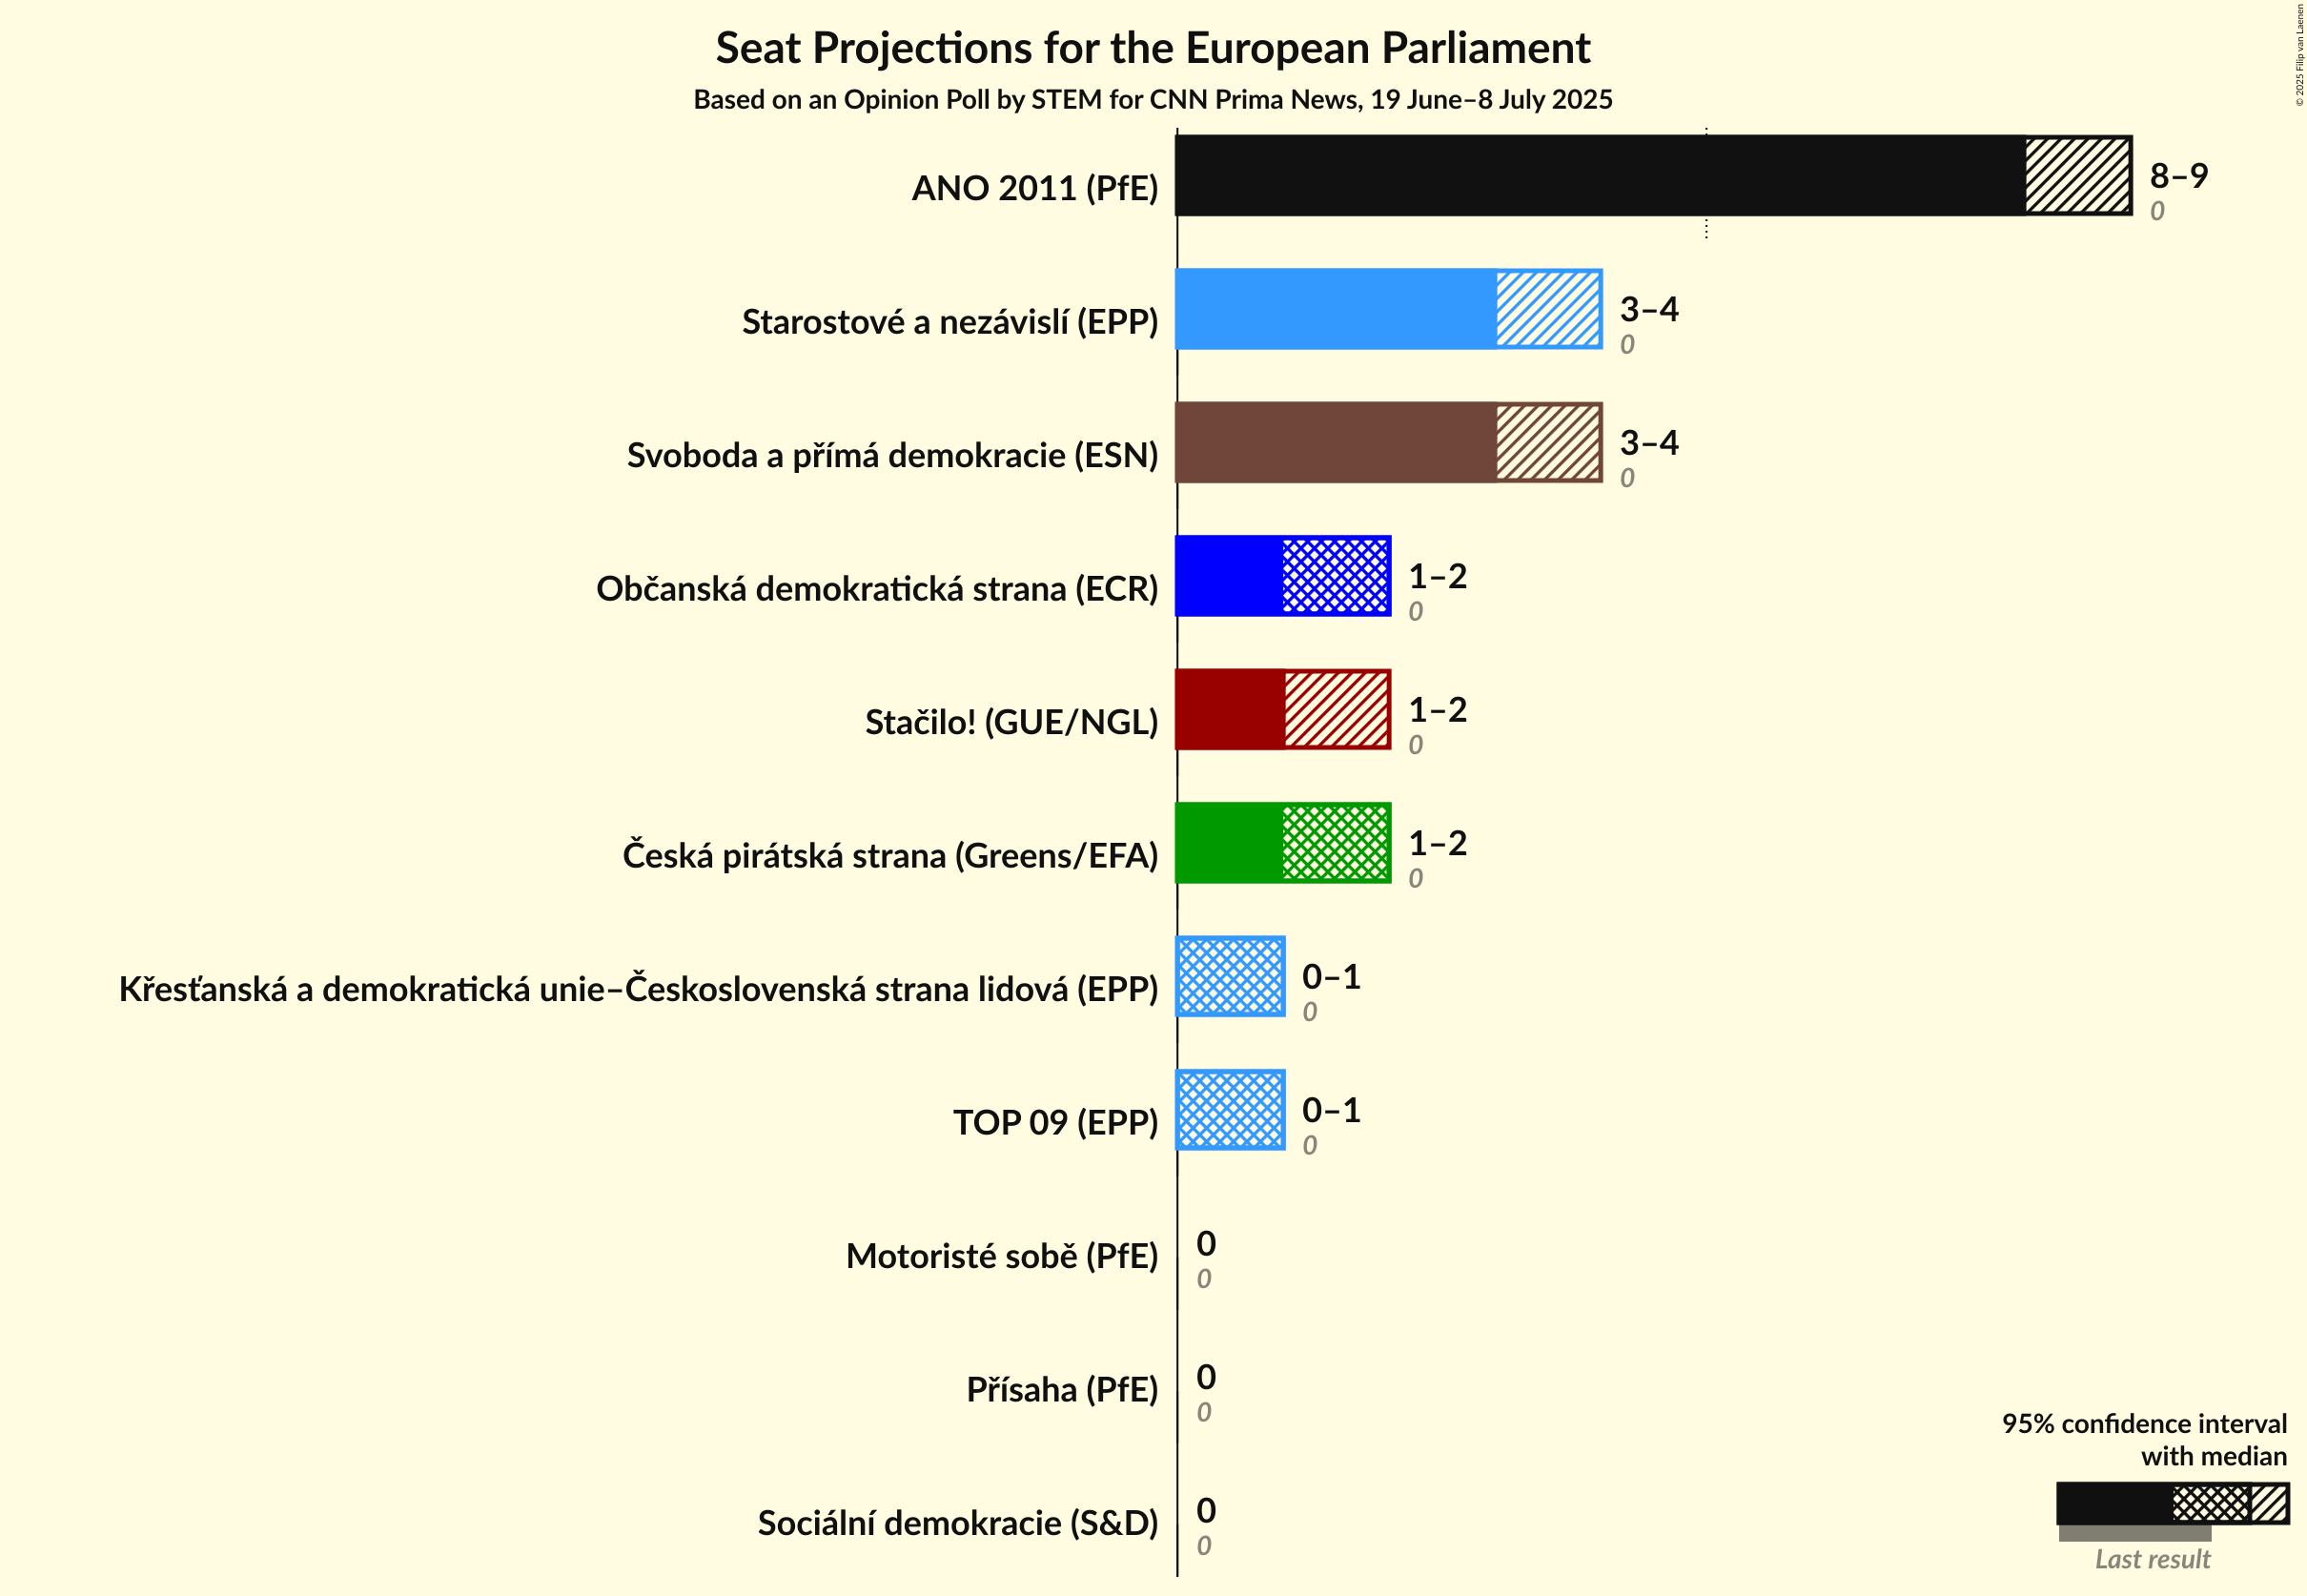 Seat Projections for the European Parliament
Based on an Opinion Poll by STEM for CNN Prima News, 19 June–8 July 2025
© 2025 Filip van Laenen
ANO 2011 (PfE)
8–9
0
Starostové a nezávislí (EPP)
3–4
0
Svoboda a přímá demokracie (ESN)
3–4
0
Občanská demokratická strana (ECR)
1–2
0
Stačilo! (GUE/NGL)
1–2
0
Česká pirátská strana (Greens/EFA)
1–2
0
Křesťanská a demokratická unie–Československá strana lidová (EPP)
0–1
0
TOP 09 (EPP)
0–1
0
Motoristé sobě (PfE)
0
0
Přísaha (PfE)
0
0
Sociální demokracie (S&D)
0
0
95% confidence interval
with median
Last result